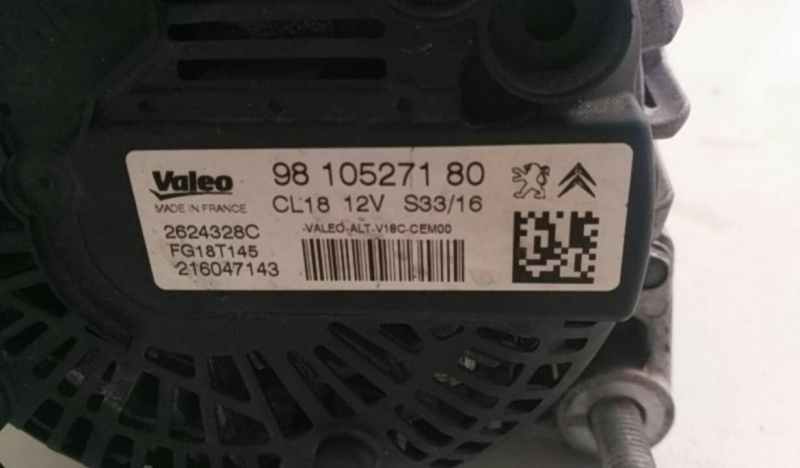 Valeo
MADE IN FRANCE
98 105271 80
CL18 12V S33/16
2624328C
FG18T145
216047143
-VALEO-ALT-V18C-CEM00